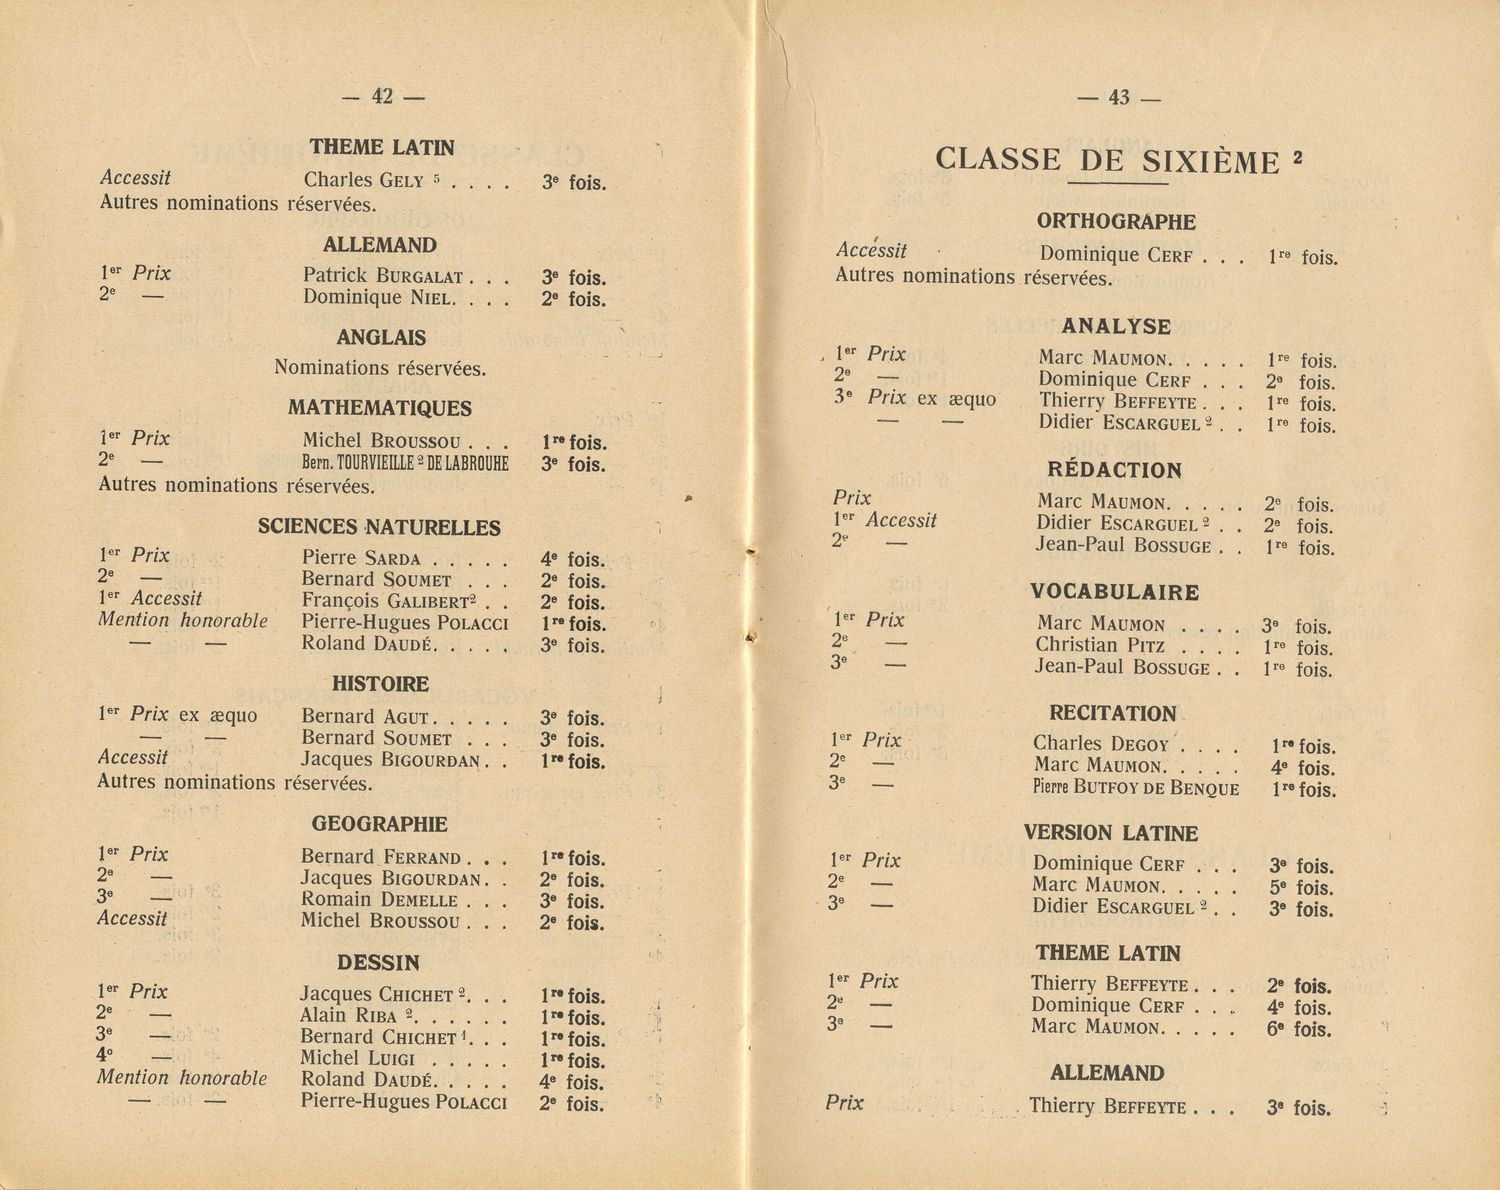 — 42 —
THEME LATIN
Accessit Charles GELY 5 . . . . 3e fois.
Autres nominations réservées.
ALLEMAND
1er Prix Patrick BURGALAT . . . 3e fois.
2e — Dominique NIEL. . . . 2e fois.
ANGLAIS
Nominations réservées.
MATHEMATIQUES
1er Prix Michel BROUSSOU . . . 1re fois.
2e — Bern. TOURVIEILLE 2 DE LABROUHE 3e fois.
Autres nominations réservées.
SCIENCES NATURELLES
1er Prix Pierre SARDA . . . . . 4e fois.
2e — Bernard SOUMET . . . 2e fois.
1er Accessit François GALIBERT2 . . 2e fois.
Mention honorable Pierre-Hugues POLACCI 1re fois.
— — Roland DAUDÉ. . . . . 3e fois.
HISTOIRE
1er Prix ex æquo Bernard AGUT. . . . . 3e fois.
— — Bernard SOUMET . . . 3e fois.
Accessit Jacques BIGOURDAN. . 1re fois.
Autres nominations réservées.
GEOGRAPHIE
1er Prix Bernard FERRAND . . . 1re fois.
2e — Jacques BIGOURDAN. . 2e fois.
3e — Romain DEMELLE . . . 3e fois.
Accessit Michel BROUSSOU . . . 2e fois.
DESSIN
1er Prix Jacques CHICHET 2. . . 1re fois.
2e — Alain RIBA 2. . . . . . 1re fois.
3e — Bernard CHICHET 1. . . 1re fois.
4e — Michel LUIGI . . . . . 1re fois.
Mention honorable Roland DAUDÉ. . . . . 4e fois.
— — Pierre-Hugues POLACCI 2e fois.
— 43 —
CLASSE DE SIXIÈME 2
ORTHOGRAPHE
Accessit Dominique CERF . . . 1re fois.
Autres nominations réservées.
ANALYSE
1er Prix Marc MAUMON. . . . . 1re fois.
2e — Dominique CERF . . . 2e fois.
3e Prix ex æquo Thierry BEFFEYTE . . . 1re fois.
— — Didier ESCARGUEL 2 . . 1re fois.
RÉDACTION
Prix Marc MAUMON. . . . . 2e fois.
1er Accessit Didier ESCARGUEL 2 . . 2e fois.
2e — Jean-Paul BOSSUGE . . 1re fois.
VOCABULAIRE
1er Prix Marc MAUMON . . . . 3e fois.
2e — Christian PITZ . . . . 1re fois.
3e — Jean-Paul BOSSUGE . . 1re fois.
RECITATION
1er Prix Charles DEGOY . . . . 1re fois.
2e — Marc MAUMON. . . . . 4e fois.
3e — Pierre BUTFOY DE BENQUE 1re fois.
VERSION LATINE
1er Prix Dominique CERF . . . 3e fois.
2e — Marc MAUMON. . . . . 5e fois.
3e — Didier ESCARGUEL 2 . . 3e fois.
THEME LATIN
1er Prix Thierry BEFFEYTE . . . 2e fois.
2e — Dominique CERF . . . 4e fois.
3e — Marc MAUMON. . . . . 6e fois.
ALLEMAND
Prix Thierry BEFFEYTE . . . 3e fois.